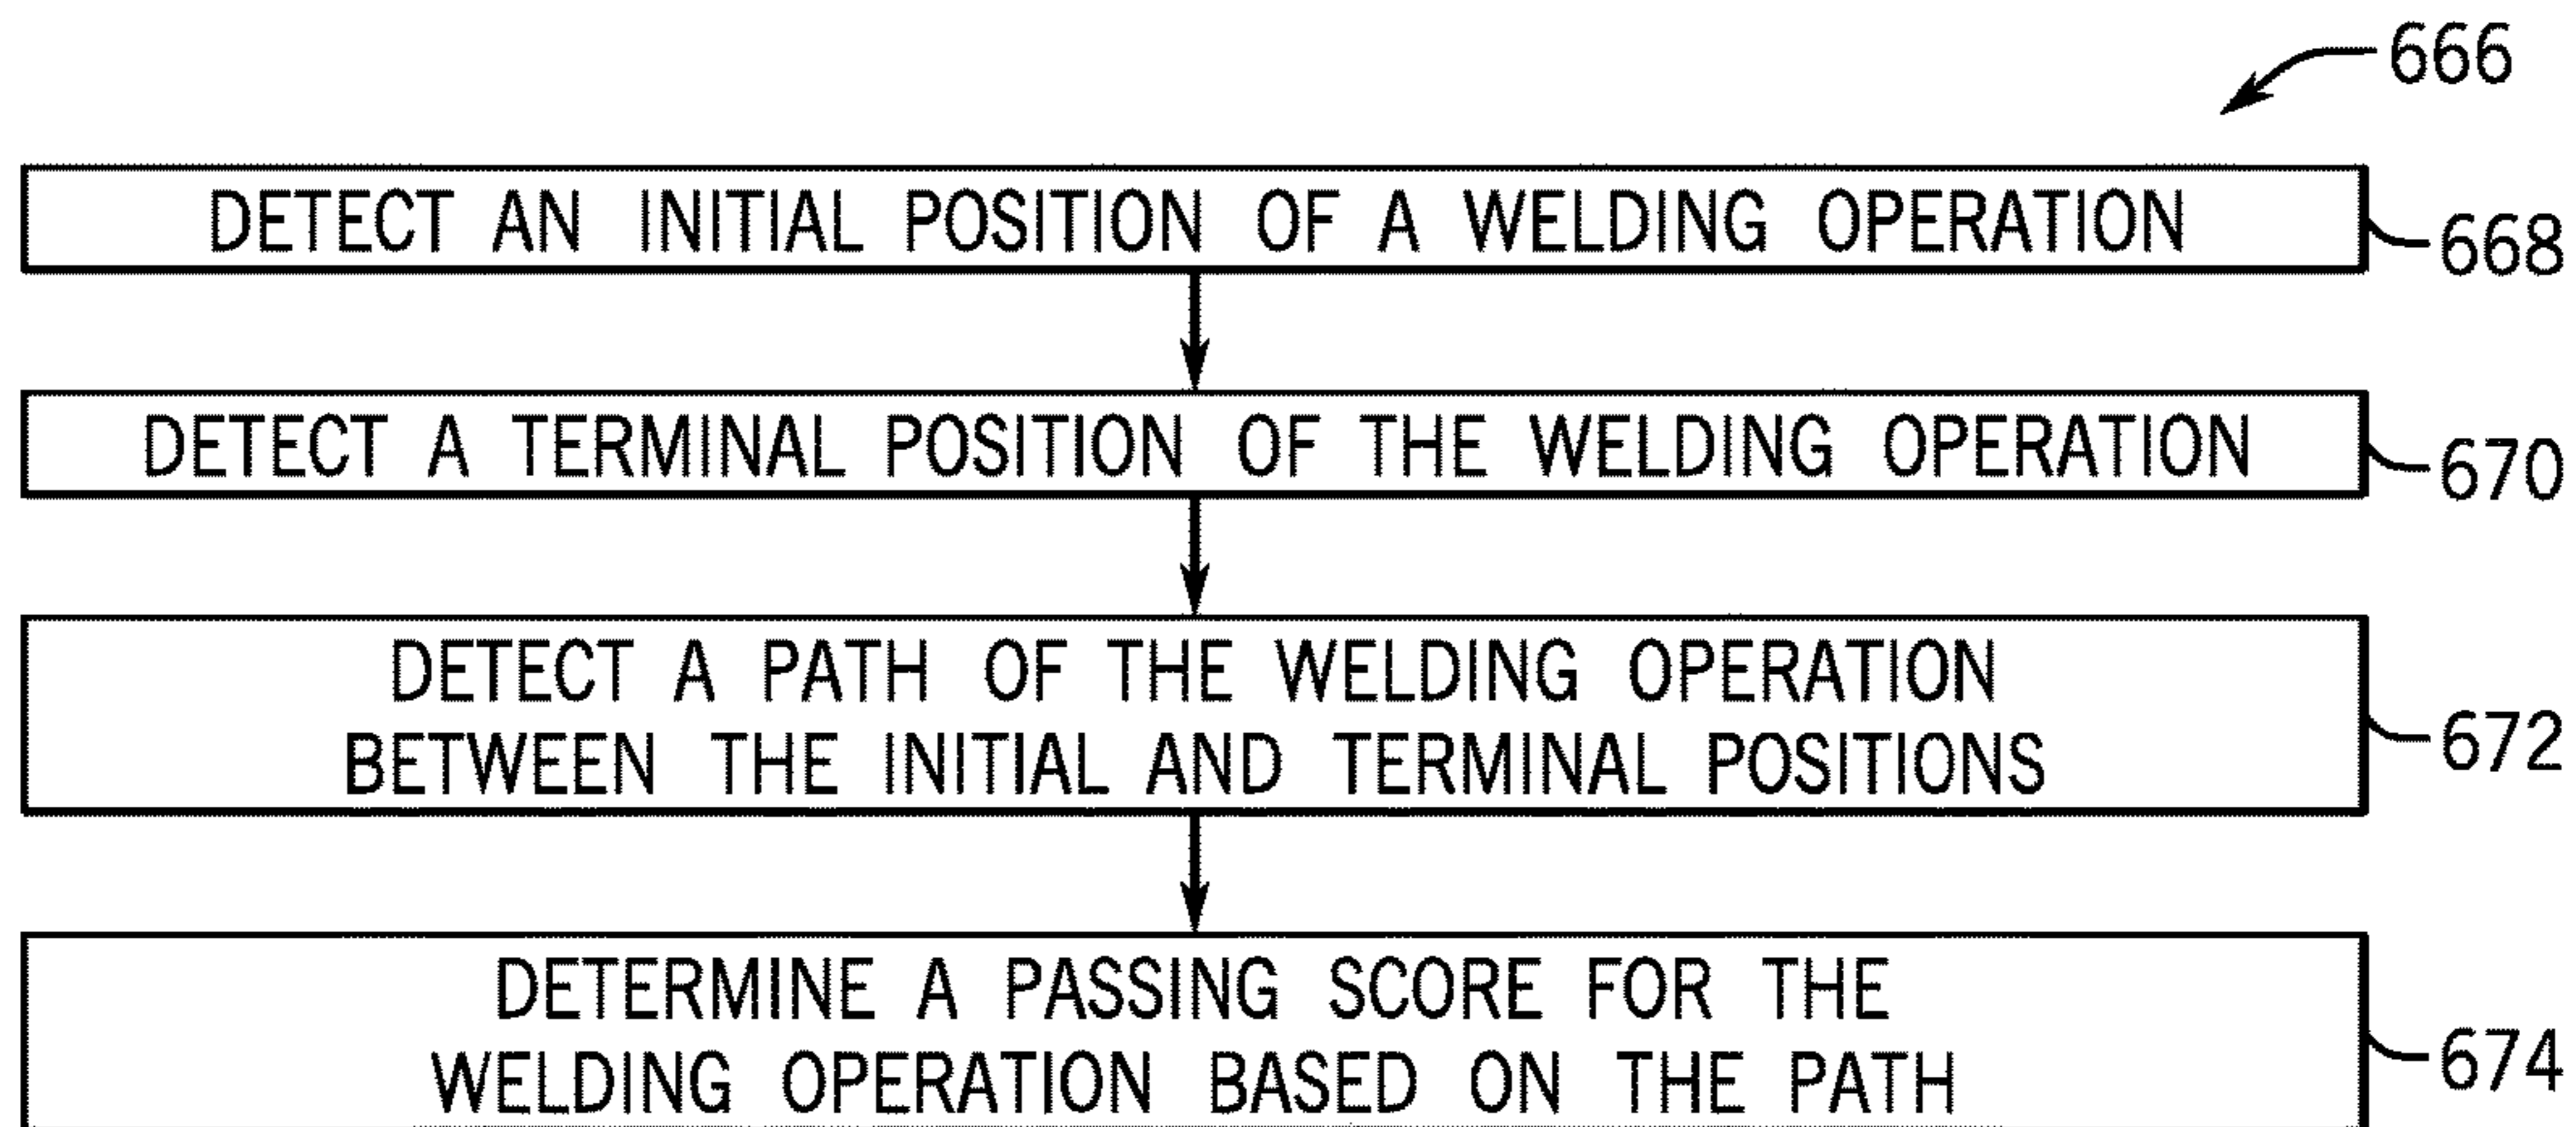 666
DETECT AN INITIAL POSITION OF A WELDING OPERATION
668
DETECT A TERMINAL POSITION OF THE WELDING OPERATION
670
DETECT A PATH OF THE WELDING OPERATION
BETWEEN THE INITIAL AND TERMINAL POSITIONS
672
DETERMINE A PASSING SCORE FOR THE
WELDING OPERATION BASED ON THE PATH
674